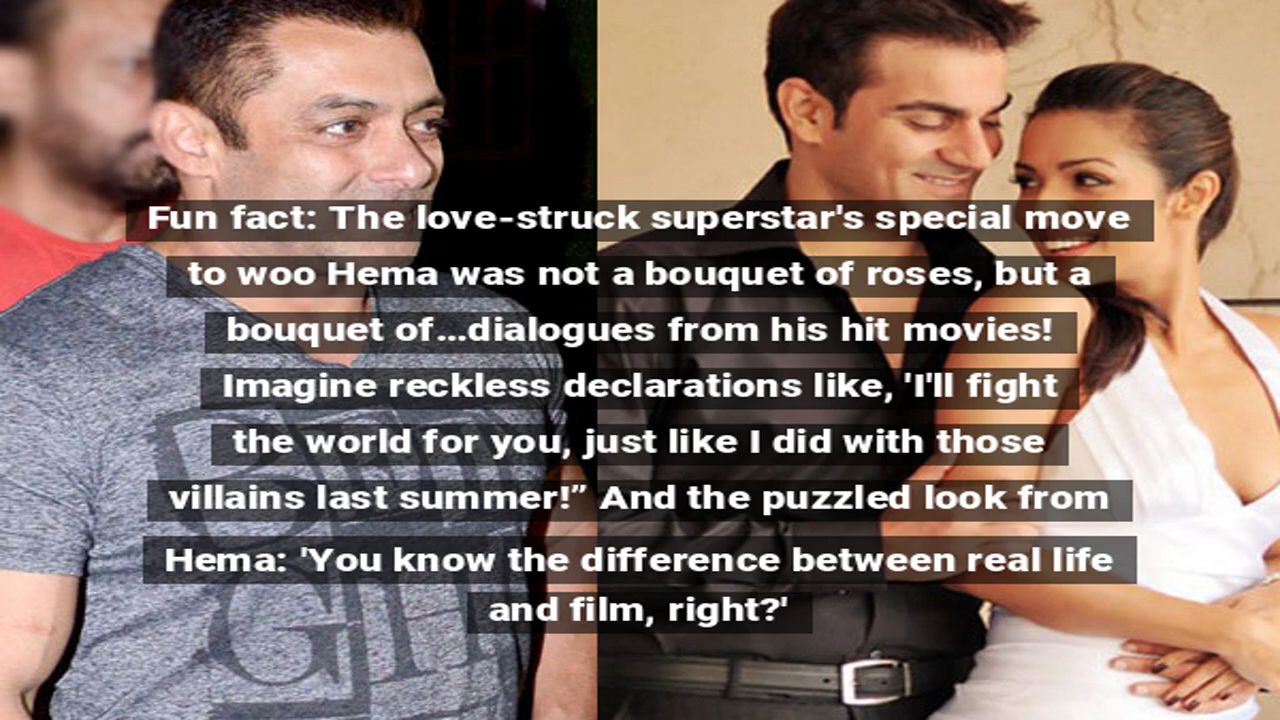 Fun fact: The love-struck superstar's special move
to woo Hema was not a bouquet of roses, but a
bouquet of...dialogues from his hit movies!
Imagine reckless declarations like, 'I'll fight
the world for you, just like I did with those
villains last summer!” And the puzzled look from
Hema: 'You know the difference between real life
and film, right?'